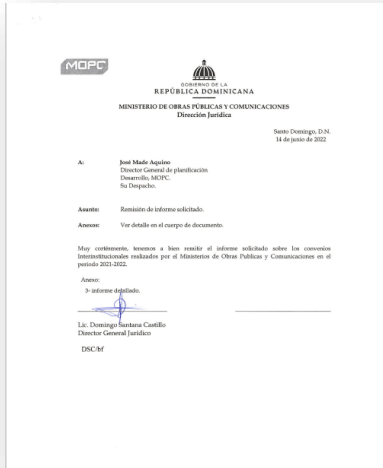 MOPC
GOBIERNO DE LA
REPÚBLICA DOMINICANA
MINISTERIO DE OBRAS PÚBLICAS Y COMUNICACIONES
Dirección Jurídica
Santo Domingo, D.N.
14 de junio de 2022
A: José Made Aquino
Director General de planificación
Desarrollo, MOPC.
Su Despacho.
Asunto: Remisión de informe solicitado.
Anexos: Ver detalle en el cuerpo de documento.
Muy cortésmente, tenemos a bien remitir el informe solicitado sobre los convenios
Interinstitucionales realizados por el Ministerios de Obras Publicas y Comunicaciones en el
periodo 2021-2022.
Anexo:
3- informe detallado.
Lic. Domingo Santana Castillo
Director General Jurídico
DSC/bf